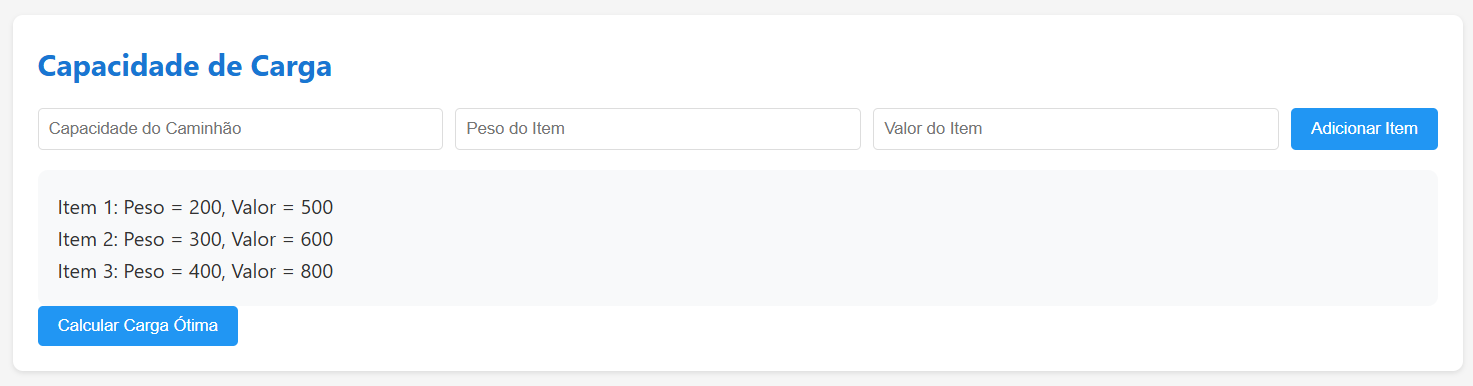 Capacidade de Carga
Capacidade do Caminhão
Peso do Item
Valor do Item
Adicionar Item
Item 1: Peso = 200, Valor = 500
Item 2: Peso = 300, Valor = 600
Item 3: Peso = 400, Valor = 800
Calcular Carga Ótima